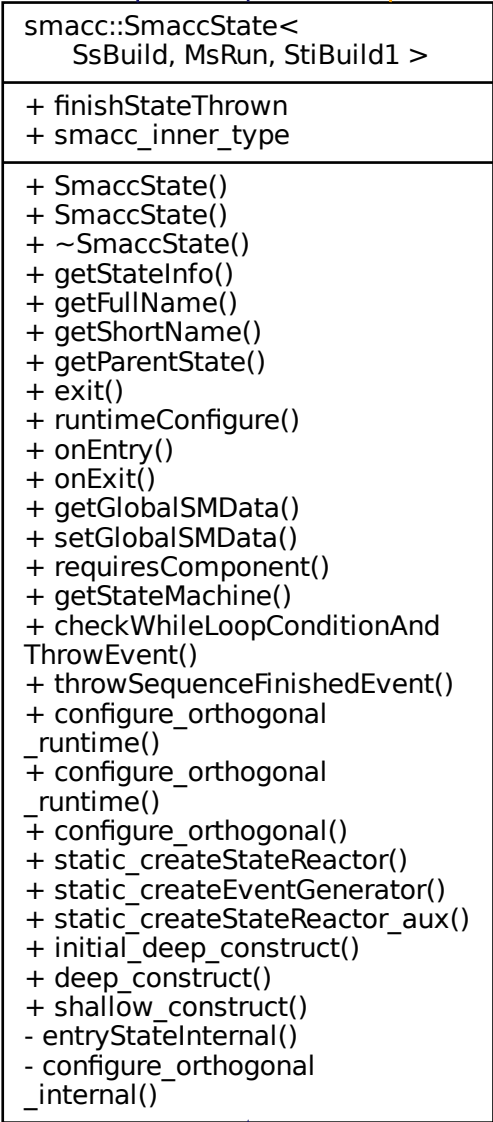 smacc::SmaccState<
SsBuild, MsRun, StiBuild1 >
+ finishStateThrown
+ smacc_inner_type
+ SmaccState()
+ SmaccState()
+ ~SmaccState()
+ getStateInfo()
+ getFullName()
+ getShortName()
+ getParentState()
+ exit()
+ runtimeConfigure()
+ onEntry()
+ onExit()
+ getGlobalSMData()
+ setGlobalSMData()
+ requiresComponent()
+ getStateMachine()
+ checkWhileLoopConditionAnd
ThrowEvent()
+ throwSequenceFinishedEvent()
+ configure_orthogonal
_runtime()
+ configure_orthogonal
_runtime()
+ configure_orthogonal()
+ static_createStateReactor()
+ static_createEventGenerator()
+ static_createStateReactor_aux()
+ initial_deep_construct()
+ deep_construct()
+ shallow_construct()
- entryStateInternal()
- configure_orthogonal
_internal()